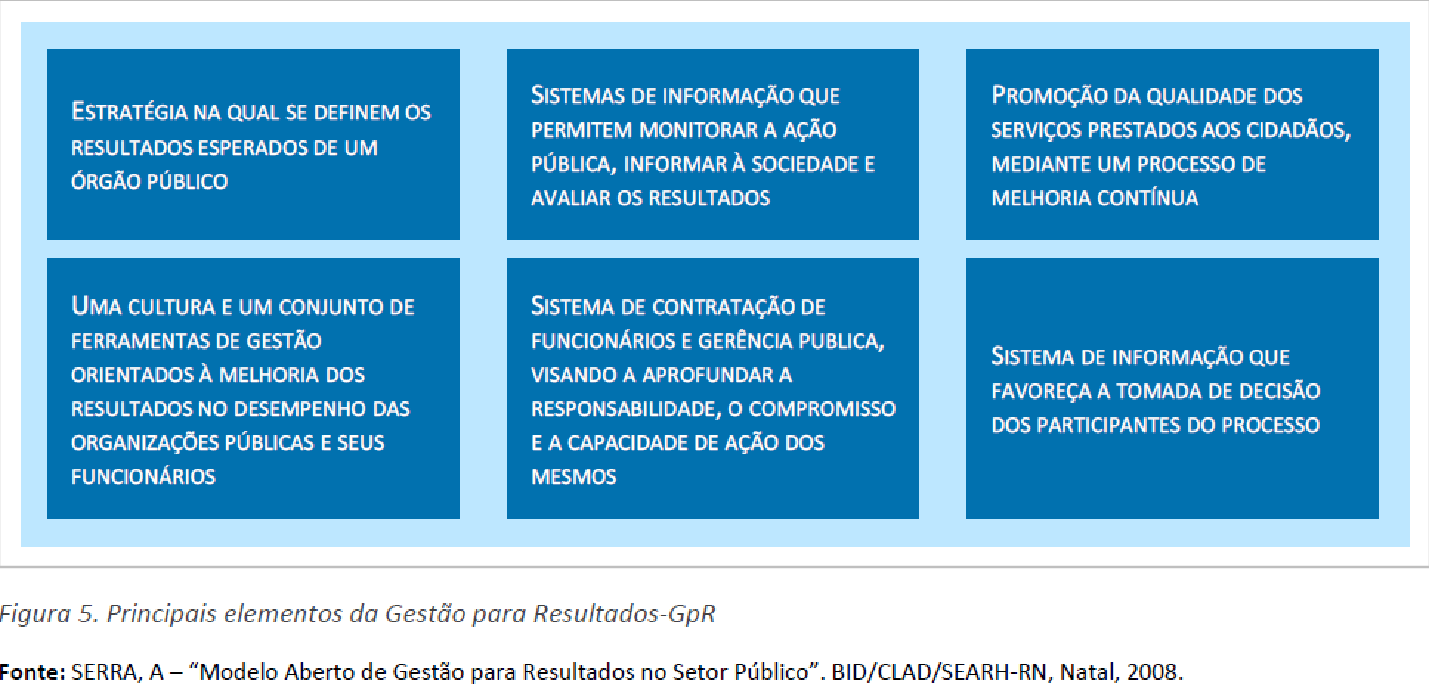 ESTRATÉGIA NA QUAL SE DEFINEM OS
RESULTADOS ESPERADOS DE UM
ÓRGÃO PÚBLICO
SISTEMAS DE INFORMAÇÃO QUE
PERMITEM MONITORAR A AÇÃO
PÚBLICA, INFORMAR À SOCIEDADE E
AVALIAR OS RESULTADOS
PROMOÇÃO DA QUALIDADE DOS
SERVIÇOS PRESTADOS AOS CIDADÃOS,
MEDIANTE UM PROCESSO DE
MELHORIA CONTÍNUA
UMA CULTURA E UM CONJUNTO DE
FERRAMENTAS DE GESTÃO
ORIENTADOS À MELHORIA DOS
RESULTADOS NO DESEMPENHO DAS
ORGANIZAÇÕES PÚBLICAS E SEUS
FUNCIONÁRIOS
SISTEMA DE CONTRATAÇÃO DE
FUNCIONÁRIOS E GERÊNCIA PUBLICA,
VISANDO A APROFUNDAR A
RESPONSABILIDADE, O COMPROMISSO
E A CAPACIDADE DE AÇÃO DOS
MESMOS
SISTEMA DE INFORMAÇÃO QUE
FAVOREÇA A TOMADA DE DECISÃO
DOS PARTICIPANTES DO PROCESSO
Figura 5. Principais elementos da Gestão para Resultados-GpR
Fonte: SERRA, A – “Modelo Aberto de Gestão para Resultados no Setor Público”. BID/CLAD/SEARH-RN, Natal, 2008.